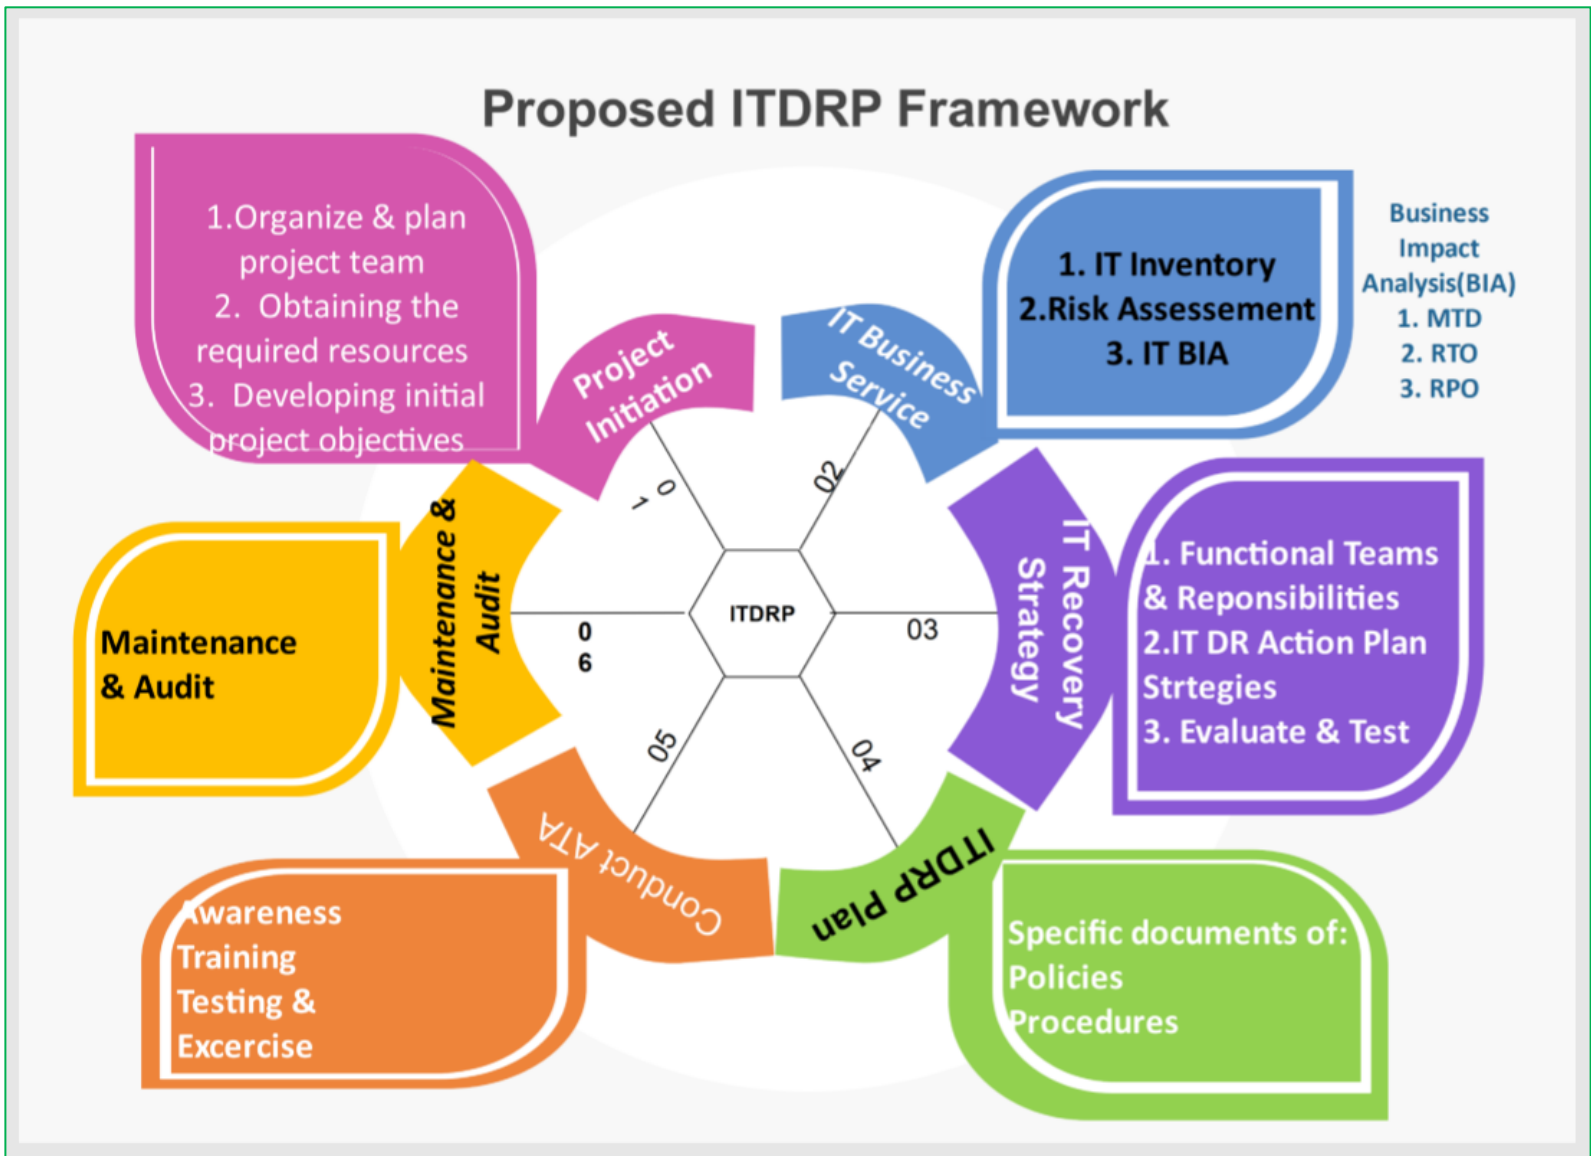 Proposed ITDRP Framework
1.Organize & plan
project team
2. Obtaining the
required resources
3. Developing initial
project objectives
Project
Initiation
0
1
IT Business
Service
02
1. IT Inventory
2.Risk Assessement
3. IT BIA
Business
Impact
Analysis(BIA)
1. MTD
2. RTO
3. RPO
IT Recovery
Strategy
03
1. Functional Teams
& Reponsibilities
2.IT DR Action Plan
Strtegies
3. Evaluate & Test
ITDRP Plan
04
Specific documents of:
Policies
Procedures
Conduct ATA
05
Awareness
Training
Testing &
Excercise
Maintenance &
Audit
0
6
Maintenance
& Audit
ITDRP